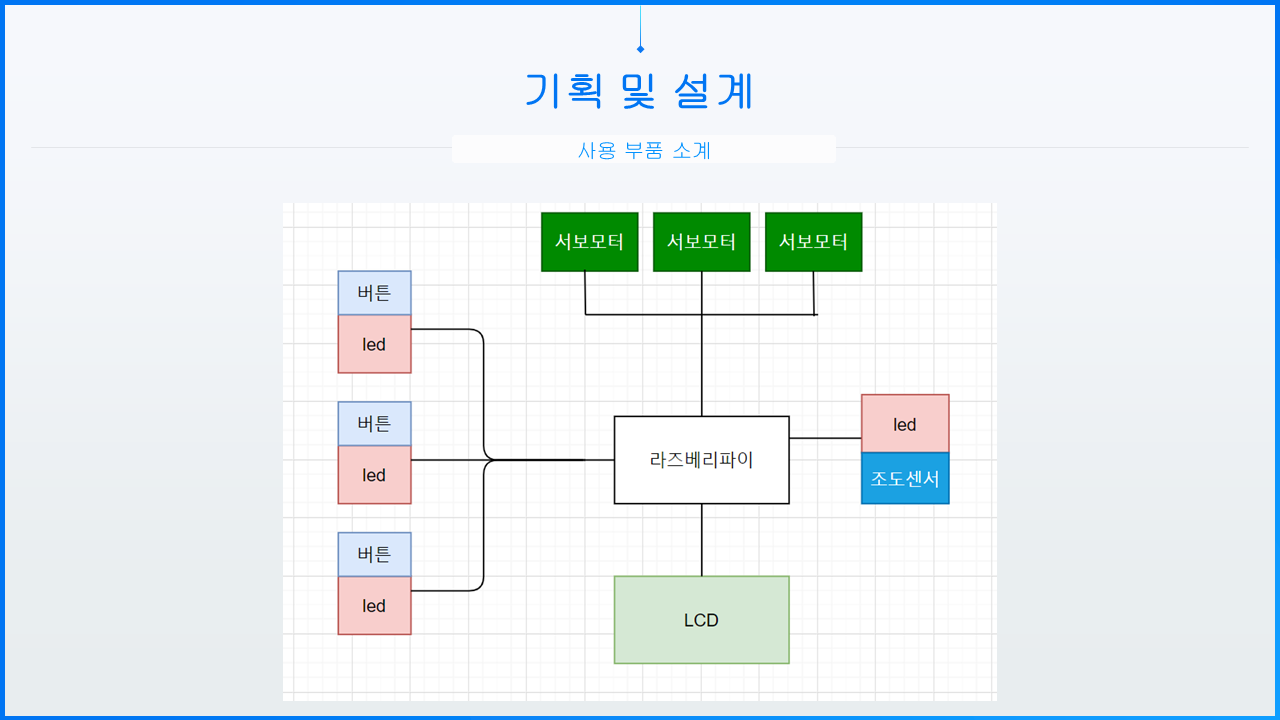 기획 및 설계
사용 부품 소계
서보모터 서보모터 서보모터
버튼
led
버튼
led
버튼
led
라즈베리파이
led
조도센서
LCD